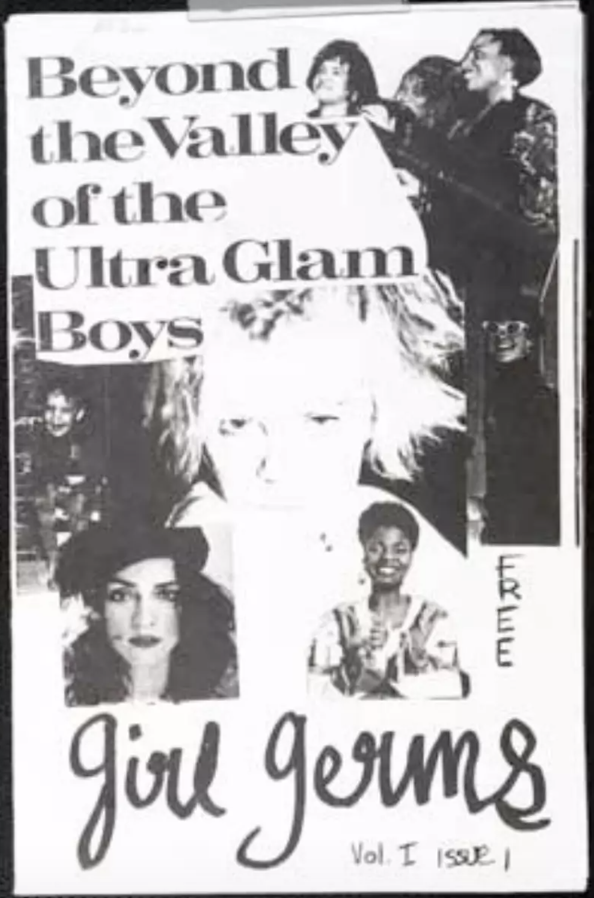 Beyond
the Valley
of the
Ultra Glam
Boys
FREE
girl germs
Vol. I ISSUE 1